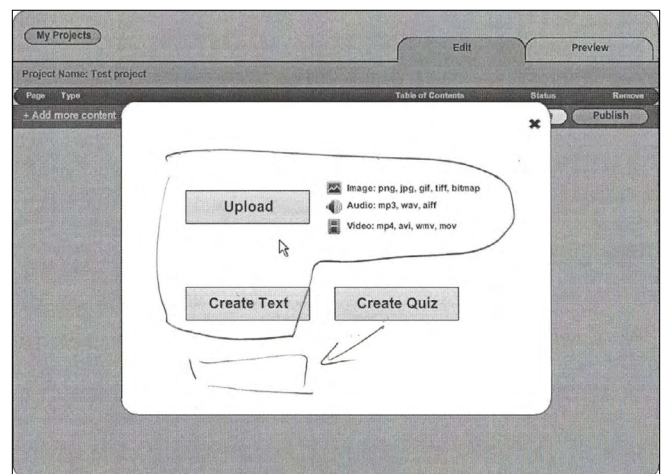 My Projects
Edit
Preview
Project Name: Test project
Page Type Table of Contents Status Remove
+ Add more content
Publish
Upload
Image: png, jpg, gif, tiff, bitmap
Audio: mp3, wav, aiff
Video: mp4, avi, wmv, mov
Create Text
Create Quiz